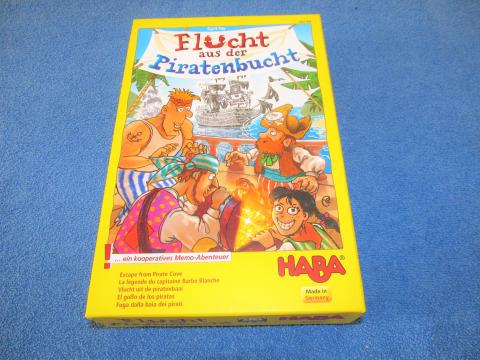 Flucht
aus der
Piratenbucht
! ... ein kooperatives Memo-Abenteuer
Escape from Pirate Cove
La légende du capitaine Barbe Blanche
Vlucht uit de piratenbaai
El golfo de los piratas
Fuga dalla baia dei pirati
HABA®
Made in
Germany